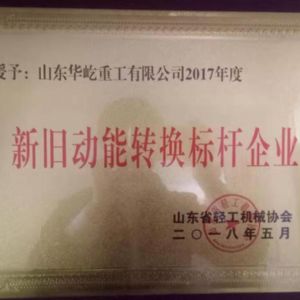 授予：山东华屹重工有限公司2017年度
新旧动能转换标杆企业
山东省轻工机械协会
二〇一八年五月